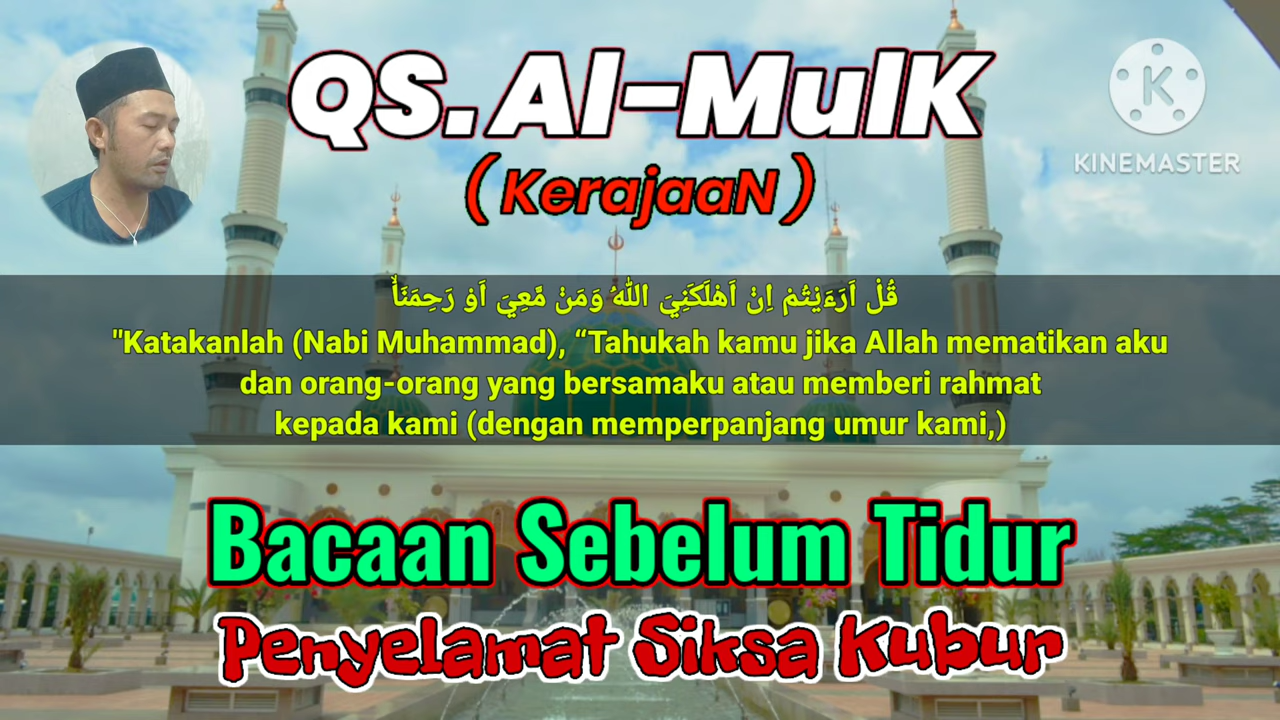 QS. Al-MulK
(KerajaaN)
K
KINEMASTER
قُلْ اَرَءَيْتُمْ اِنْ اَهْلَكَنِيَ اللّٰهُ وَمَنْ مَّعِيَ اَوْ رَحِمَنَاۙ
"Katakanlah (Nabi Muhammad), “Tahukah kamu jika Allah mematikan aku
dan orang-orang yang bersamaku atau memberi rahmat
kepada kami (dengan memperpanjang umur kami,)
Bacaan Sebelum Tidur
Penyelamat Siksa Kubur